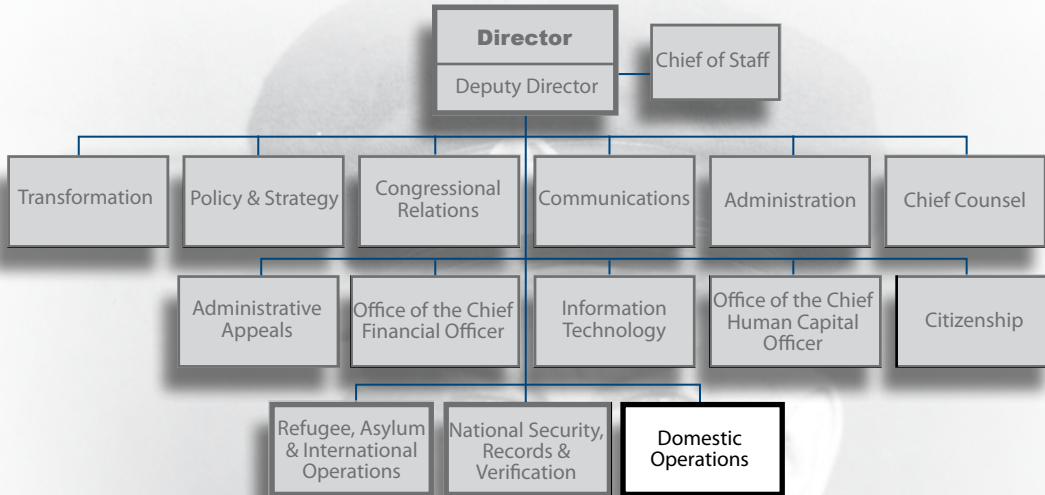 Director
Deputy Director
Chief of Staff
Transformation
Policy & Strategy
Congressional
Relations
Communications
Administration
Chief Counsel
Administrative
Appeals
Office of the Chief
Financial Officer
Information
Technology
Office of the Chief
Human Capital
Officer
Citizenship
Refugee, Asylum
& International
Operations
National Security,
Records &
Verification
Domestic
Operations